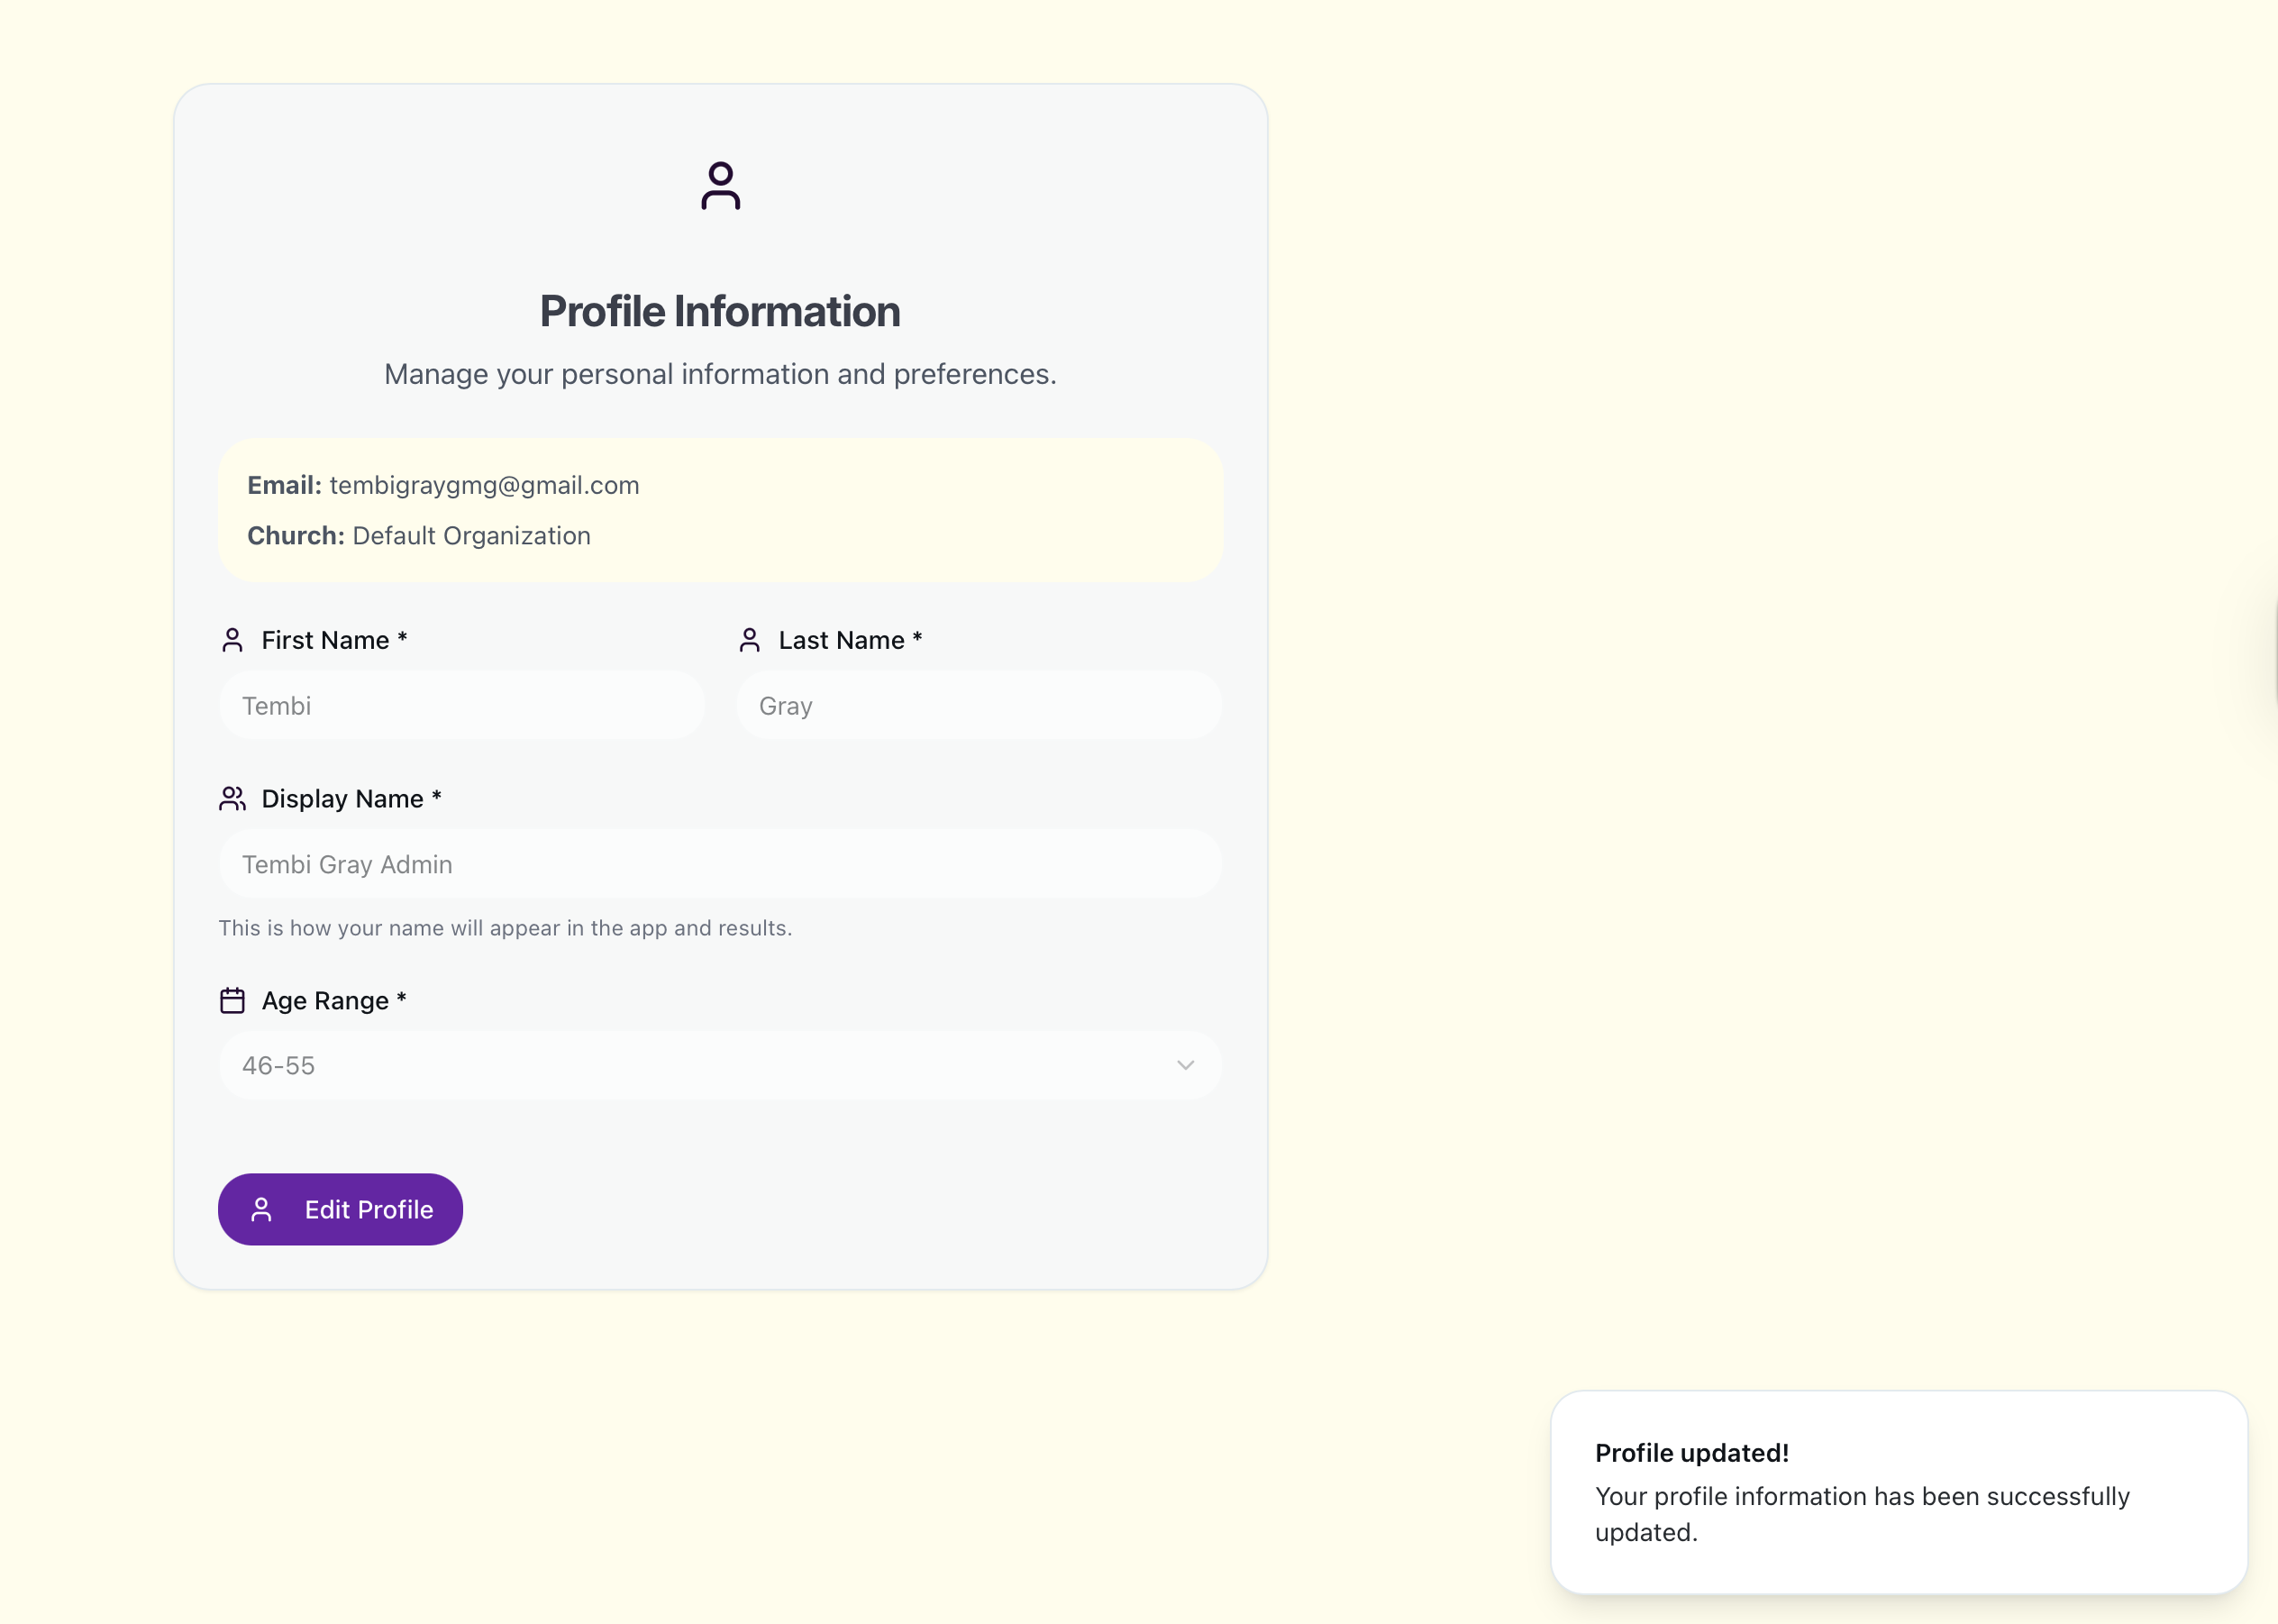 Profile Information
Manage your personal information and preferences.
Email: tembigraygmg@gmail.com
Church: Default Organization
First Name *
Last Name *
Tembi
Gray
Display Name *
Tembi Gray Admin
This is how your name will appear in the app and results.
Age Range *
46-55
Edit Profile
Profile updated!
Your profile information has been successfully
updated.